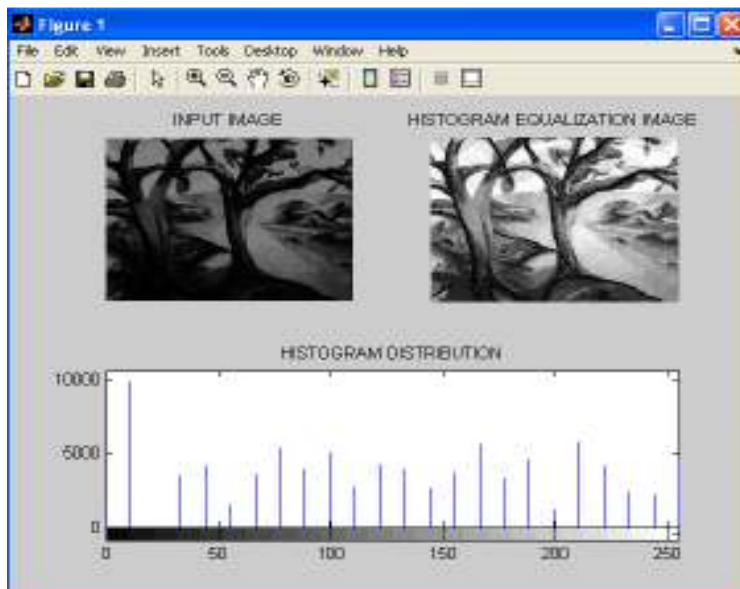 Figure 1
File Edit View Insert Tools Desktop Window Help
INPUT IMAGE HISTOGRAM EQUALIZATION IMAGE
HISTOGRAM DISTRIBUTION
10000
5000
0
0 50 100 150 200 250